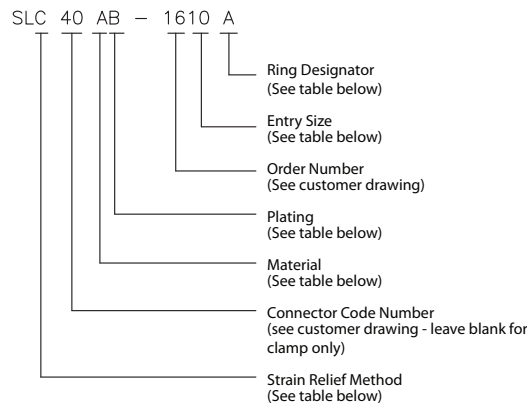 SLC 40 AB - 1610 A
Ring Designator
(See table below)
Entry Size
(See table below)
Order Number
(See customer drawing)
Plating
(See table below)
Material
(See table below)
Connector Code Number
(see customer drawing - leave blank for
clamp only)
Strain Relief Method
(See table below)